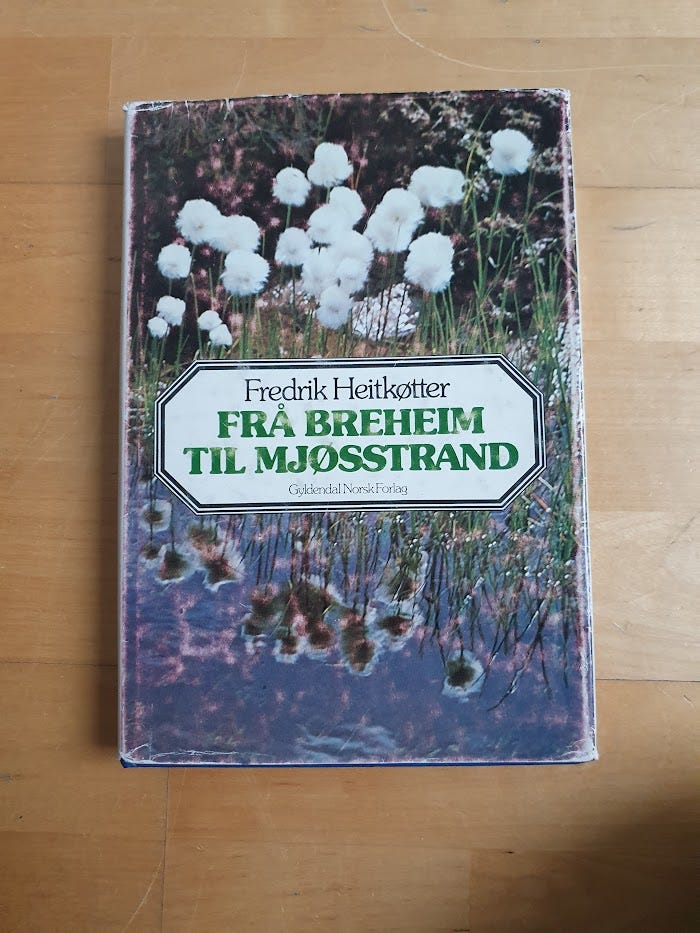 Fredrik Heitkøtter
FRÅ BREHEIM
TIL MJØSSTRAND
Gyldendal Norsk Forlag